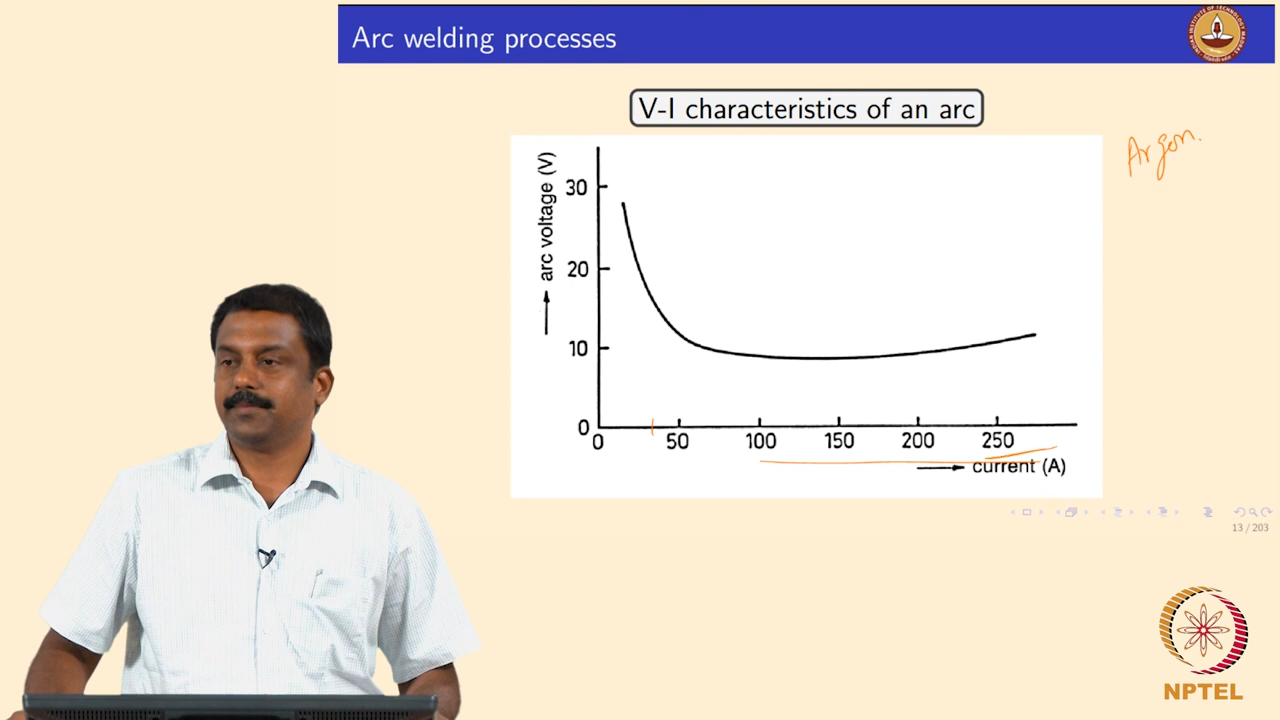 Arc welding processes
V-I characteristics of an arc
Argon.
arc voltage (V)
30
20
10
0
0 50 100 150 200 250
current (A)
13 / 203
NPTEL